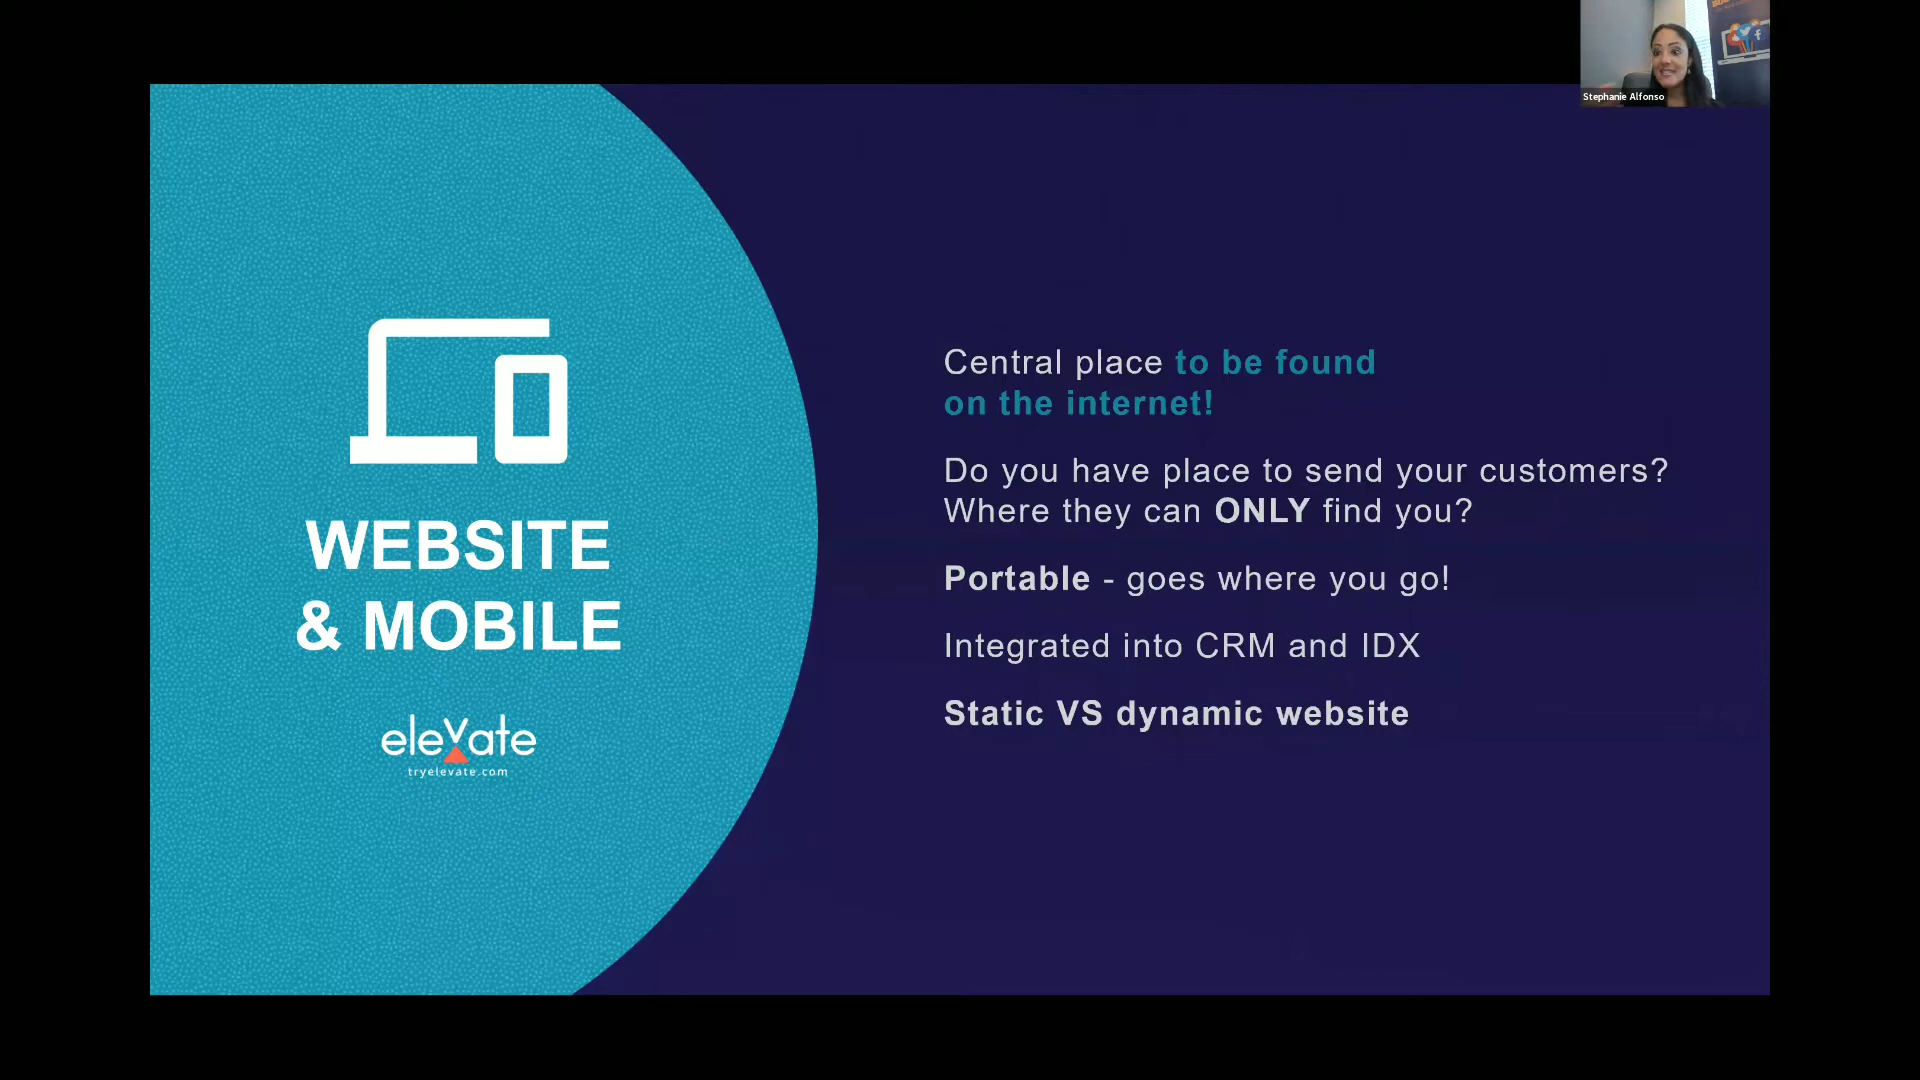 Stephanie Alfonso
WEBSITE
& MOBILE
elevate
tryelevate.com
Central place to be found
on the internet!
Do you have place to send your customers?
Where they can ONLY find you?
Portable - goes where you go!
Integrated into CRM and IDX
Static VS dynamic website